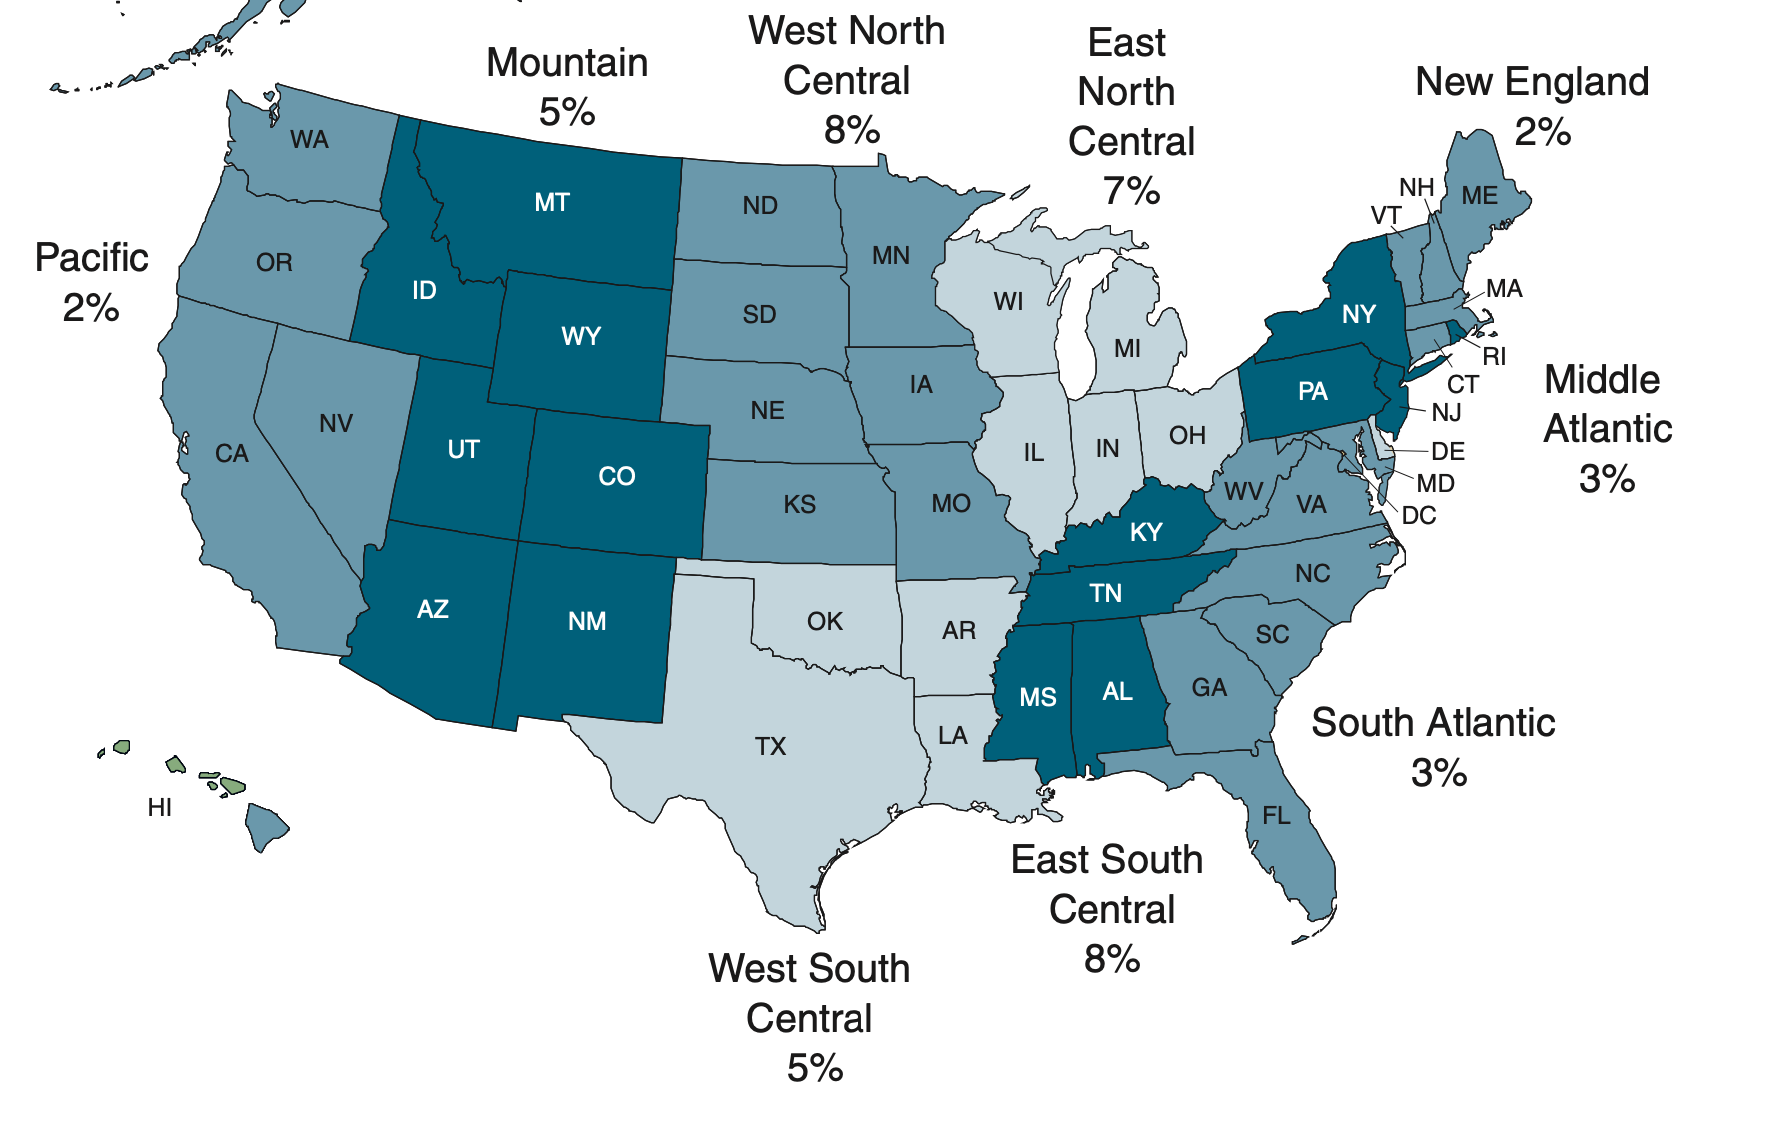 West North
Central
8%
East
North
Central
7%
Mountain
5%
New England
2%
WA
MT
ND
MN
NH
ME
VT
Pacific
2%
OR
ID
SD
WI
MA
WY
NY
MI
RI
IA
CT
Middle
Atlantic
3%
NE
PA
NJ
NV
UT
CA
CO
IL
IN
OH
DE
MD
KS
MO
WV
VA
DC
KY
NC
TN
AZ
NM
OK
AR
SC
MS
AL
GA
South Atlantic
3%
TX
LA
HI
FL
East South
Central
8%
West South
Central
5%